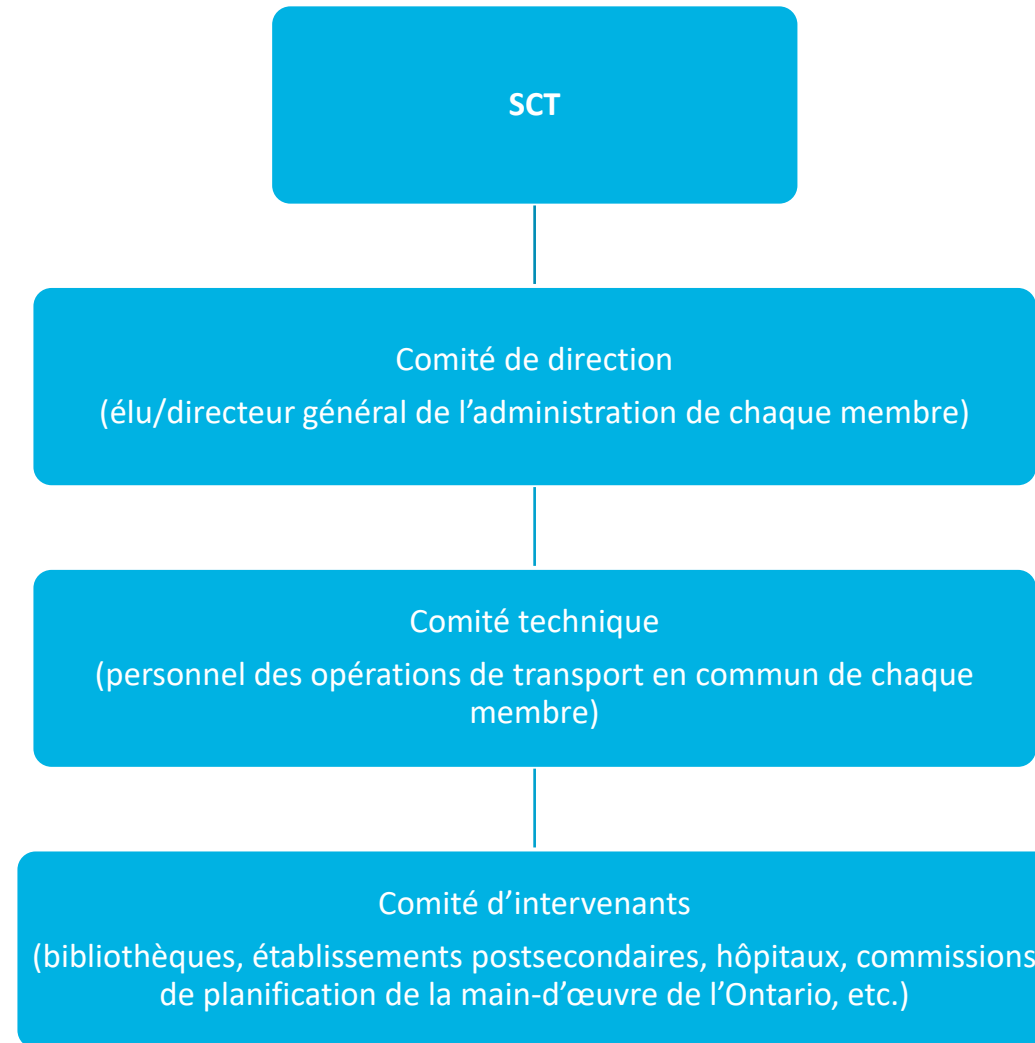 SCT
Comité de direction
(élu/directeur général de l’administration de chaque membre)
Comité technique
(personnel des opérations de transport en commun de chaque
membre)
Comité d’intervenants
(bibliothèques, établissements postsecondaires, hôpitaux, commissions
de planification de la main-d’œuvre de l’Ontario, etc.)